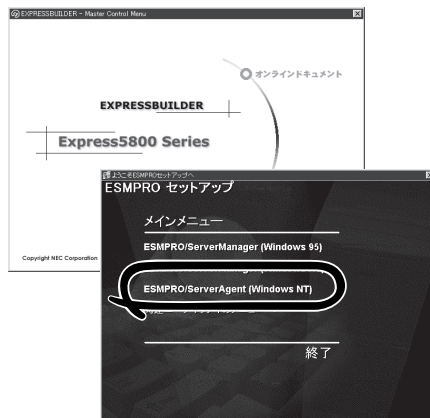 EXPRESSBUILDER - Master Control Menu
オンラインドキュメント
EXPRESSBUILDER
Express5800 Series
ようこそESMPROセットアップへ
ESMPRO セットアップ
メインメニュー
ESMPRO/ServerManager (Windows 95)
ESMPRO/ServerAgent (Windows NT)
終了
Copyright NEC Corporation